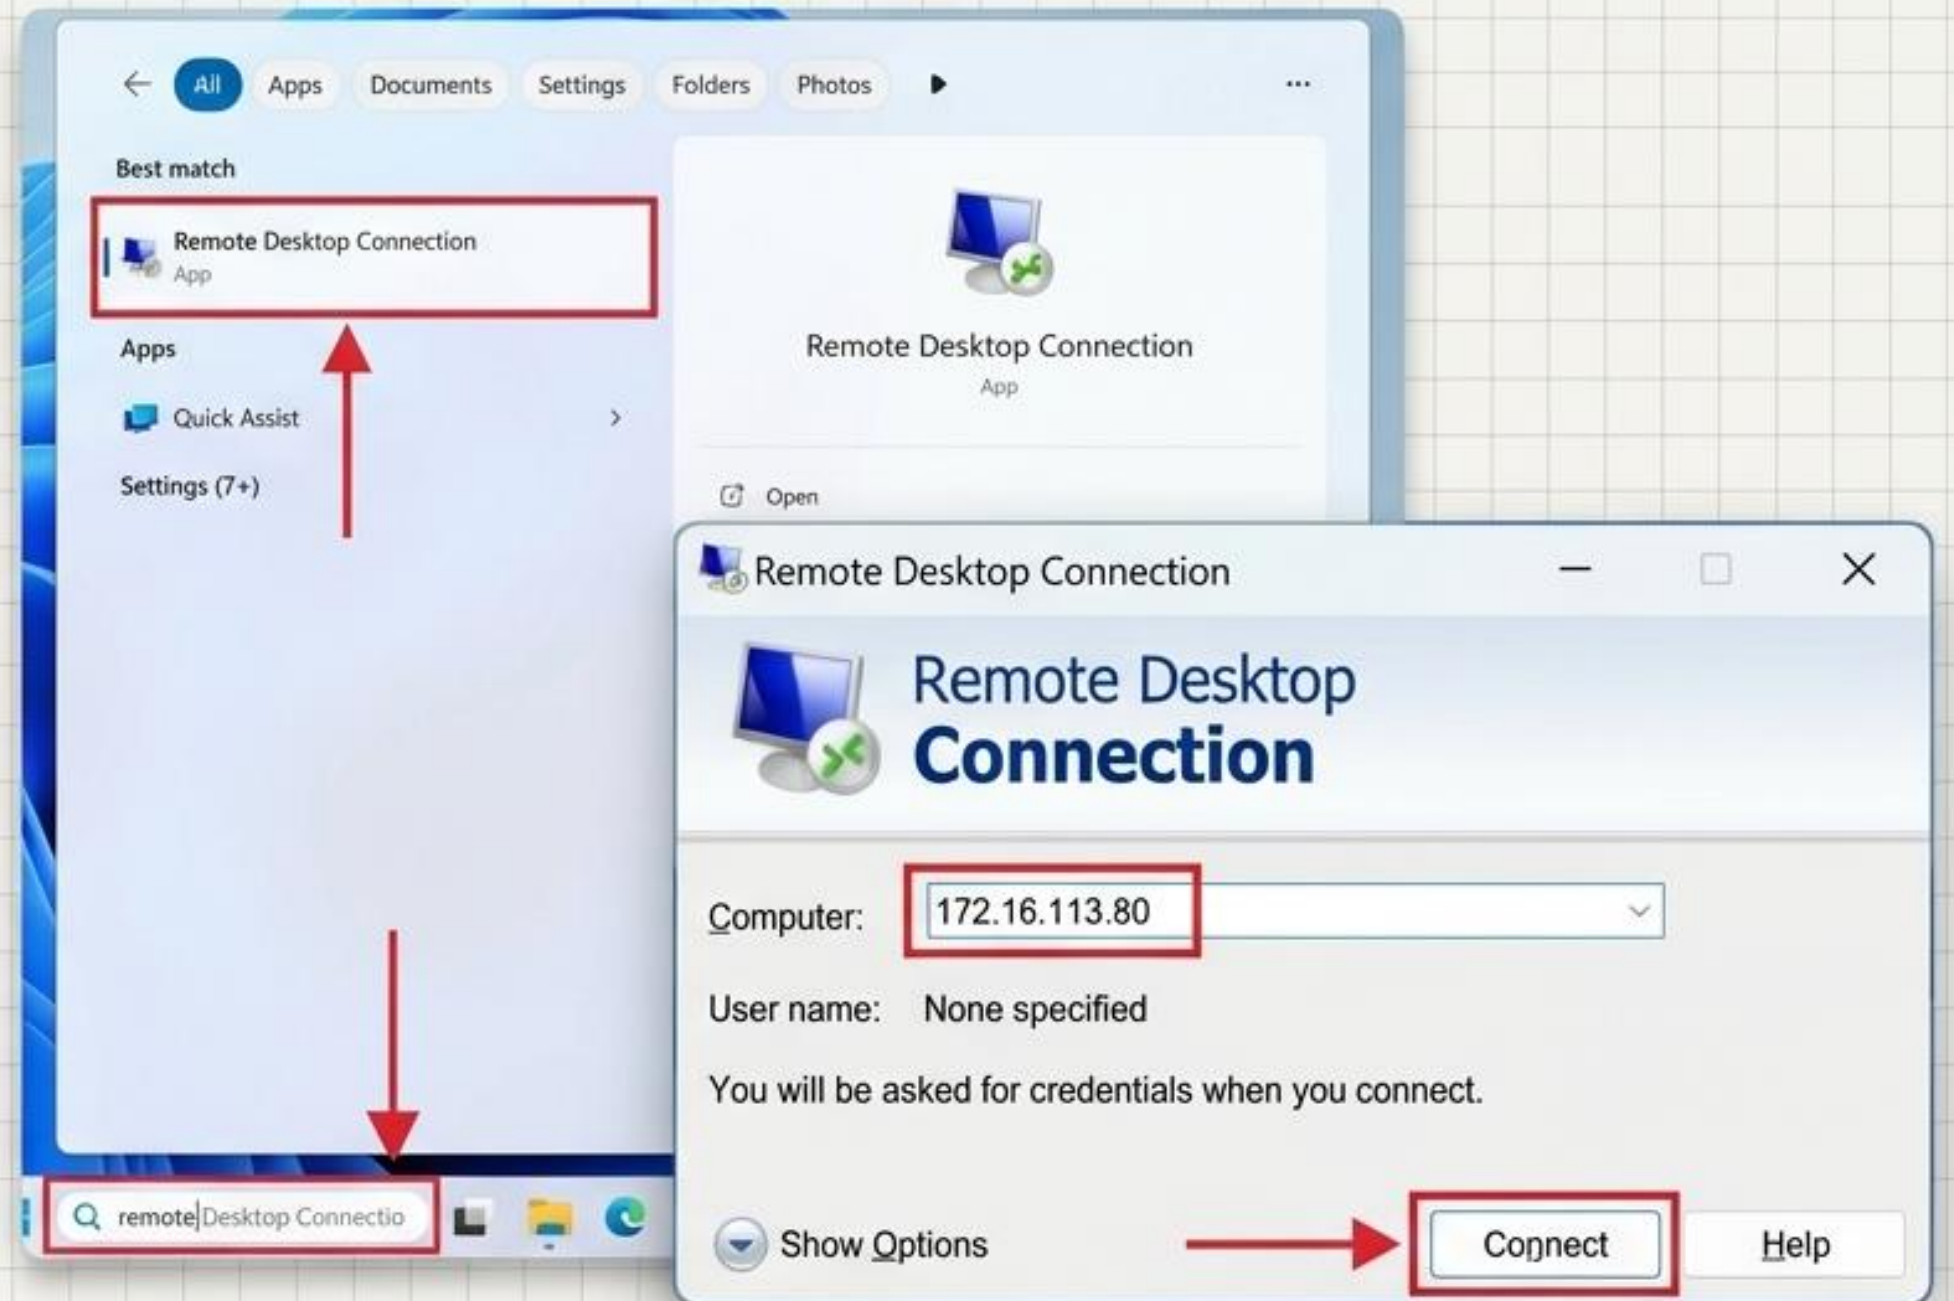 All Apps Documents Settings Folders Photos ...
Best match
Remote Desktop Connection
App
Apps
Quick Assist
Settings (7+)
Remote Desktop Connection
App
Open
remote Desktop Connectio
Remote Desktop Connection
Remote Desktop
Connection
Computer: 172.16.113.80
User name: None specified
You will be asked for credentials when you connect.
Show Options
Connect
Help